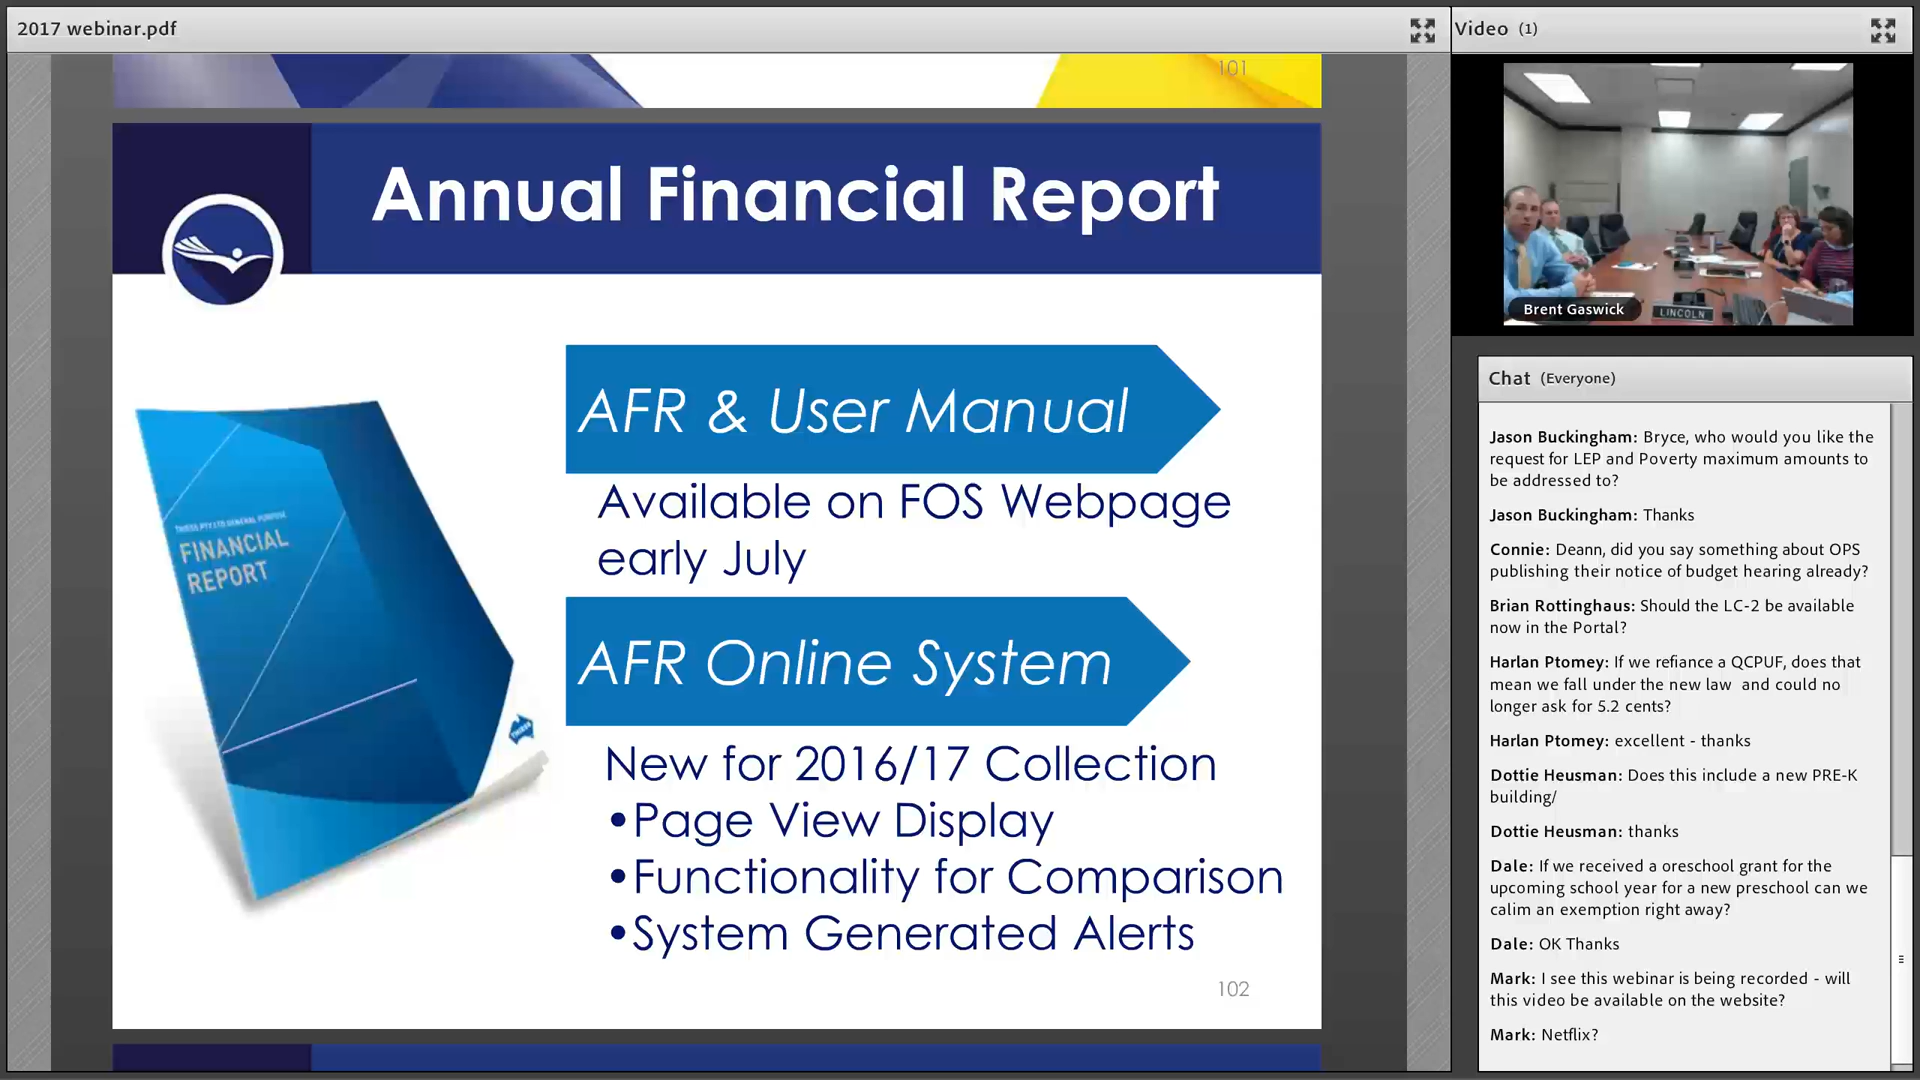 2017 webinar.pdf
101
Annual Financial Report
AFR & User Manual
Available on FOS Webpage
early July
FINANCIAL
REPORT
AFR Online System
New for 2016/17 Collection
•Page View Display
•Functionality for Comparison
•System Generated Alerts
102
Video (1)
Brent Gaswick
LINCOLN
Chat (Everyone)
Jason Buckingham: Bryce, who would you like the
request for LEP and Poverty maximum amounts to
be addressed to?
Jason Buckingham: Thanks
Connie: Deann, did you say something about OPS
publishing their notice of budget hearing already?
Brian Rottinghaus: Should the LC-2 be available
now in the Portal?
Harlan Ptomey: If we refiance a QCPUF, does that
mean we fall under the new law and could no
longer ask for 5.2 cents?
Harlan Ptomey: excellent - thanks
Dottie Heusman: Does this include a new PRE-K
building/
Dottie Heusman: thanks
Dale: If we received a oreschool grant for the
upcoming school year for a new preschool can we
calim an exemption right away?
Dale: OK Thanks
Mark: I see this webinar is being recorded - will
this video be available on the website?
Mark: Netflix?